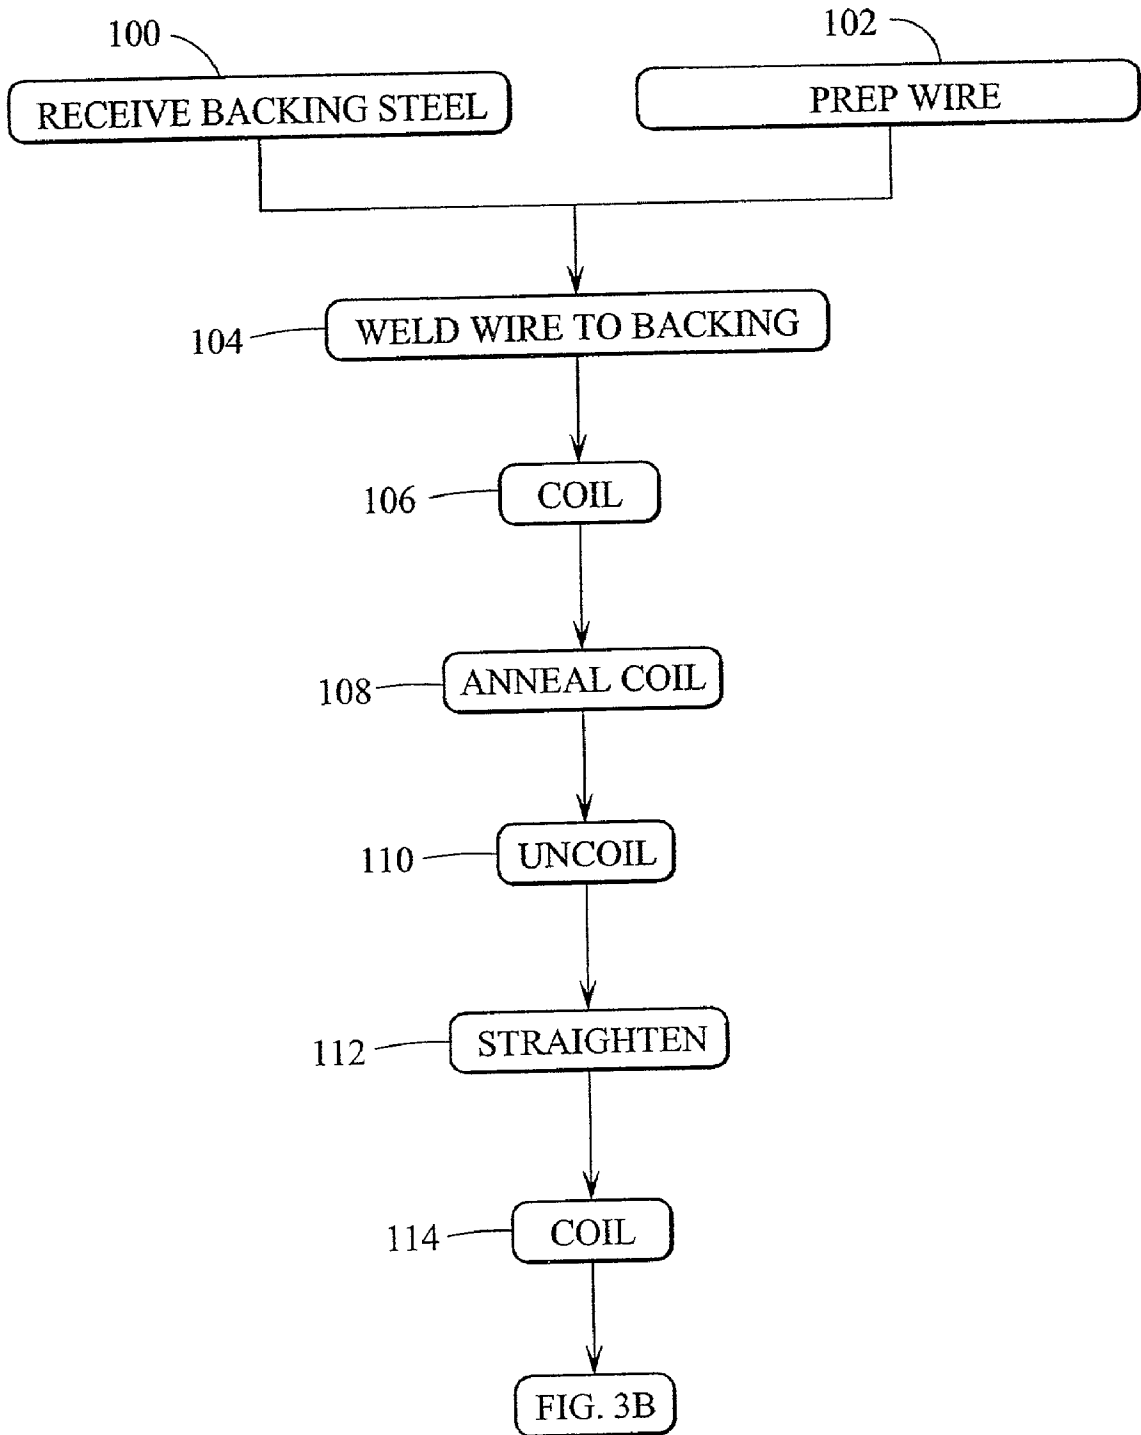 100
RECEIVE BACKING STEEL
102
PREP WIRE
104
WELD WIRE TO BACKING
106
COIL
108
ANNEAL COIL
110
UNCOIL
112
STRAIGHTEN
114
COIL
FIG. 3B